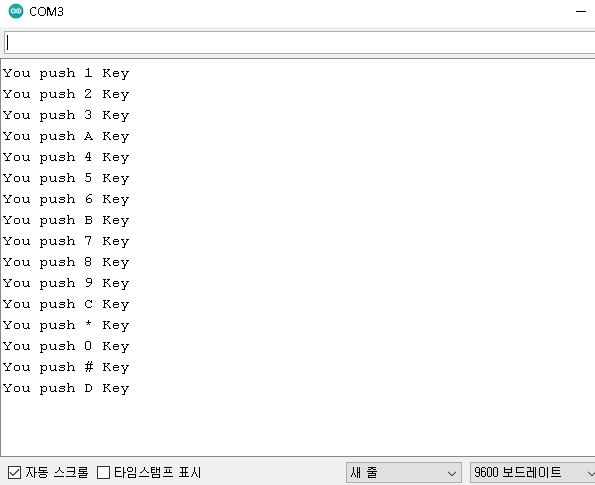 COM3
You push 1 Key
You push 2 Key
You push 3 Key
You push A Key
You push 4 Key
You push 5 Key
You push 6 Key
You push B Key
You push 7 Key
You push 8 Key
You push 9 Key
You push C Key
You push * Key
You push 0 Key
You push # Key
You push D Key
자동 스크롤 타임스탬프 표시 새 줄 9600 보드레이트